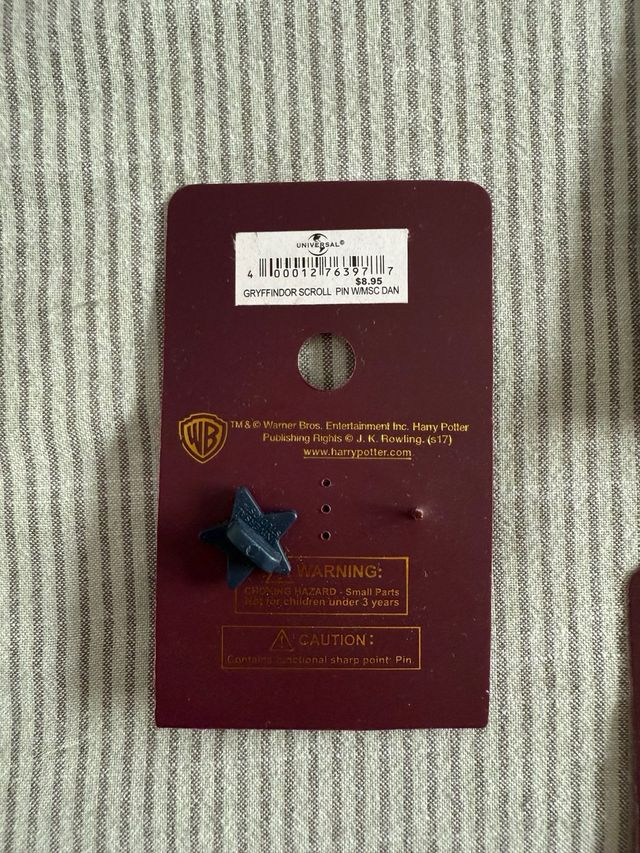 UNIVERSAL®
4 00012 76397 7
$8.95
GRYFFINDOR SCROLL PIN W/MSC DAN
WB
TM & © Warner Bros. Entertainment Inc. Harry Potter
Publishing Rights © J. K. Rowling. (s17)
www.harrypotter.com
WARNING:
CHOKING HAZARD - Small Parts
Not for children under 3 years
CAUTION:
Contains functional sharp point: Pin.